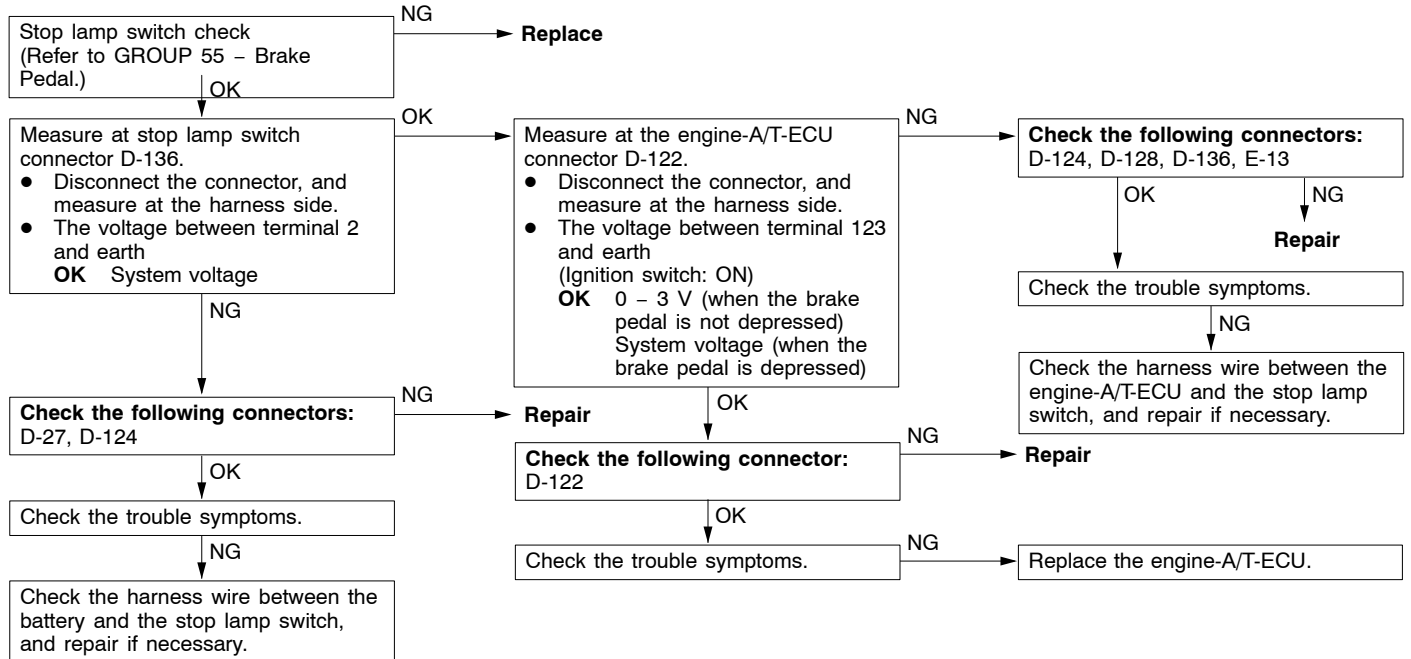 Stop lamp switch check
(Refer to GROUP 55 – Brake
Pedal.)
NG
Replace
OK
Measure at stop lamp switch
connector D-136.
● Disconnect the connector, and
measure at the harness side.
● The voltage between terminal 2
and earth
OK System voltage
OK
Measure at the engine-A/T-ECU
connector D-122.
● Disconnect the connector, and
measure at the harness side.
● The voltage between terminal 123
and earth
(Ignition switch: ON)
OK 0 – 3 V (when the brake
pedal is not depressed)
System voltage (when the
brake pedal is depressed)
NG
Check the following connectors:
D-124, D-128, D-136, E-13
OK
NG
Repair
Check the trouble symptoms.
NG
Check the harness wire between the
engine-A/T-ECU and the stop lamp
switch, and repair if necessary.
NG
Check the following connectors:
D-27, D-124
NG
Repair
OK
Check the trouble symptoms.
NG
Check the harness wire between the
battery and the stop lamp switch,
and repair if necessary.
OK
Check the following connector:
D-122
NG
Repair
OK
Check the trouble symptoms.
NG
Replace the engine-A/T-ECU.